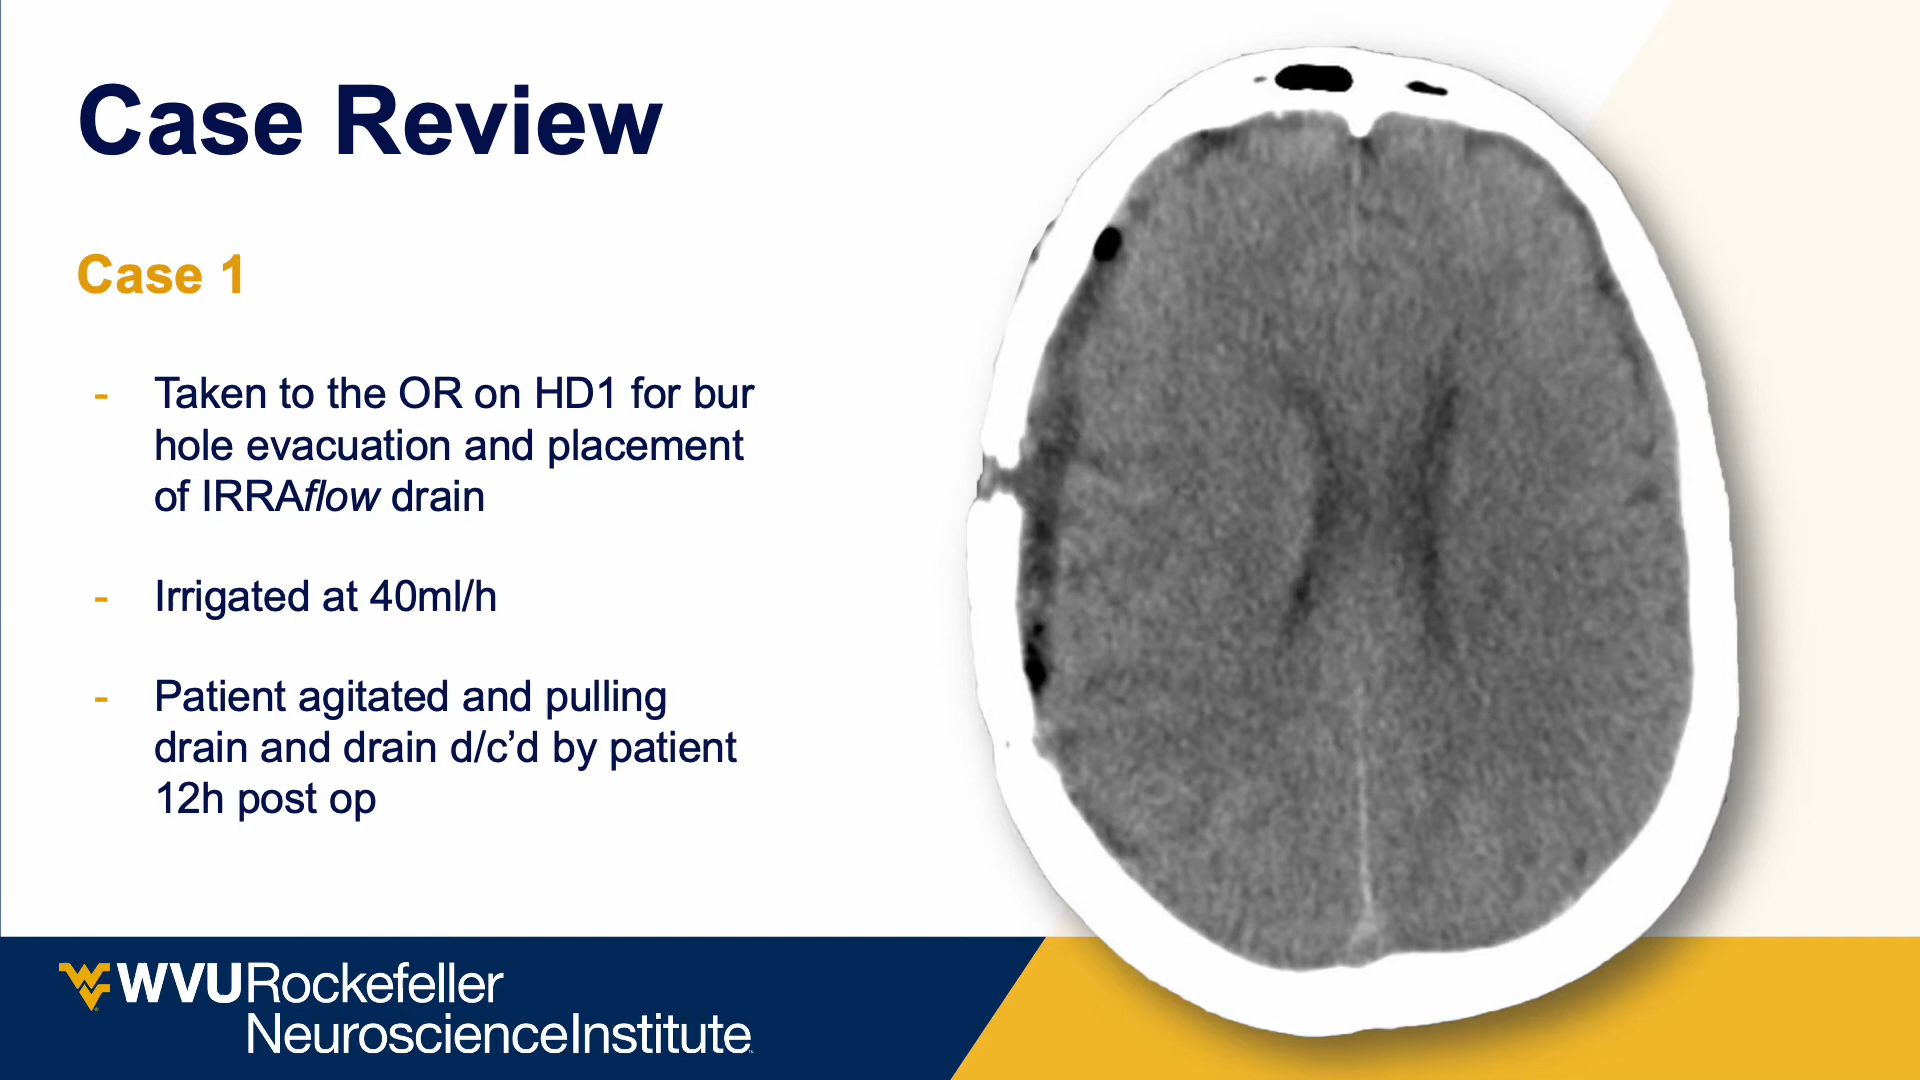 Case Review
Case 1
- Taken to the OR on HD1 for bur
hole evacuation and placement
of IRRAflow drain
- Irrigated at 40ml/h
- Patient agitated and pulling
drain and drain d/c’d by patient
12h post op
WVURockefeller
NeuroscienceInstitute